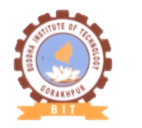 BUDDHA INSTITUTE OF TECHNOLOGY
GORAKHPUR
BIT